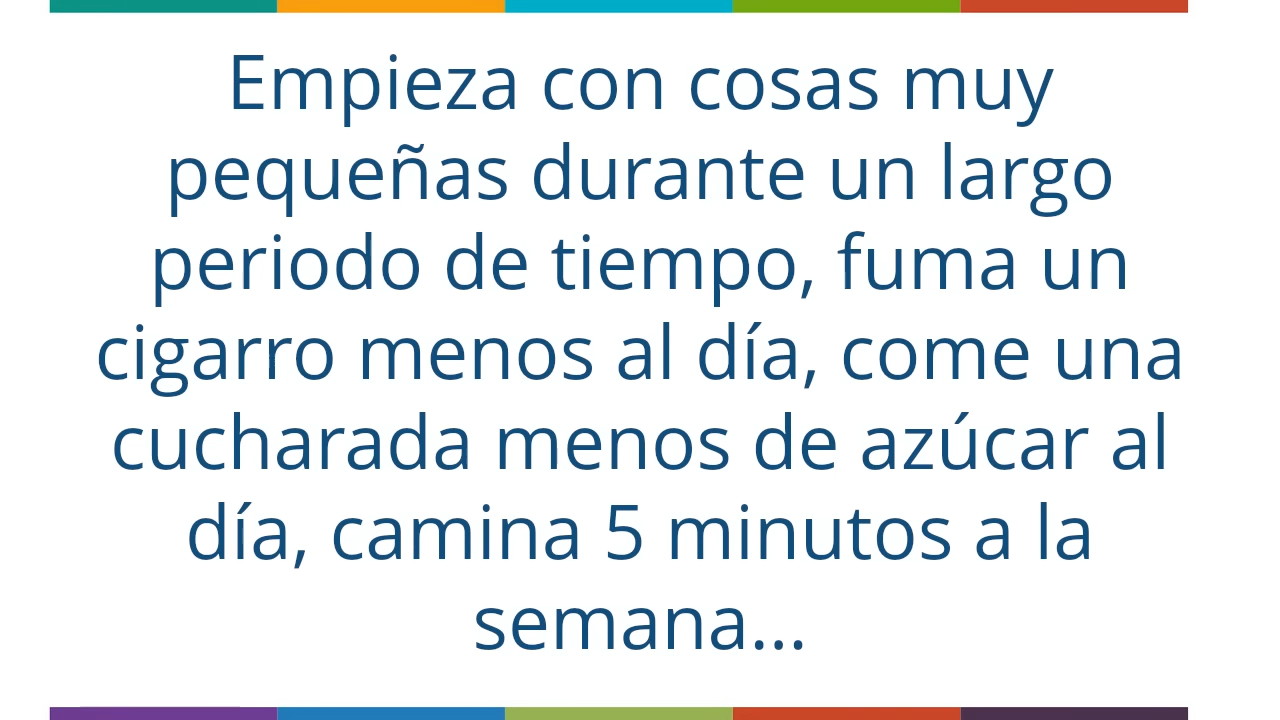 Empieza con cosas muy
pequeñas durante un largo
periodo de tiempo, fuma un
cigarro menos al día, come una
cucharada menos de azúcar al
día, camina 5 minutos a la
semana...